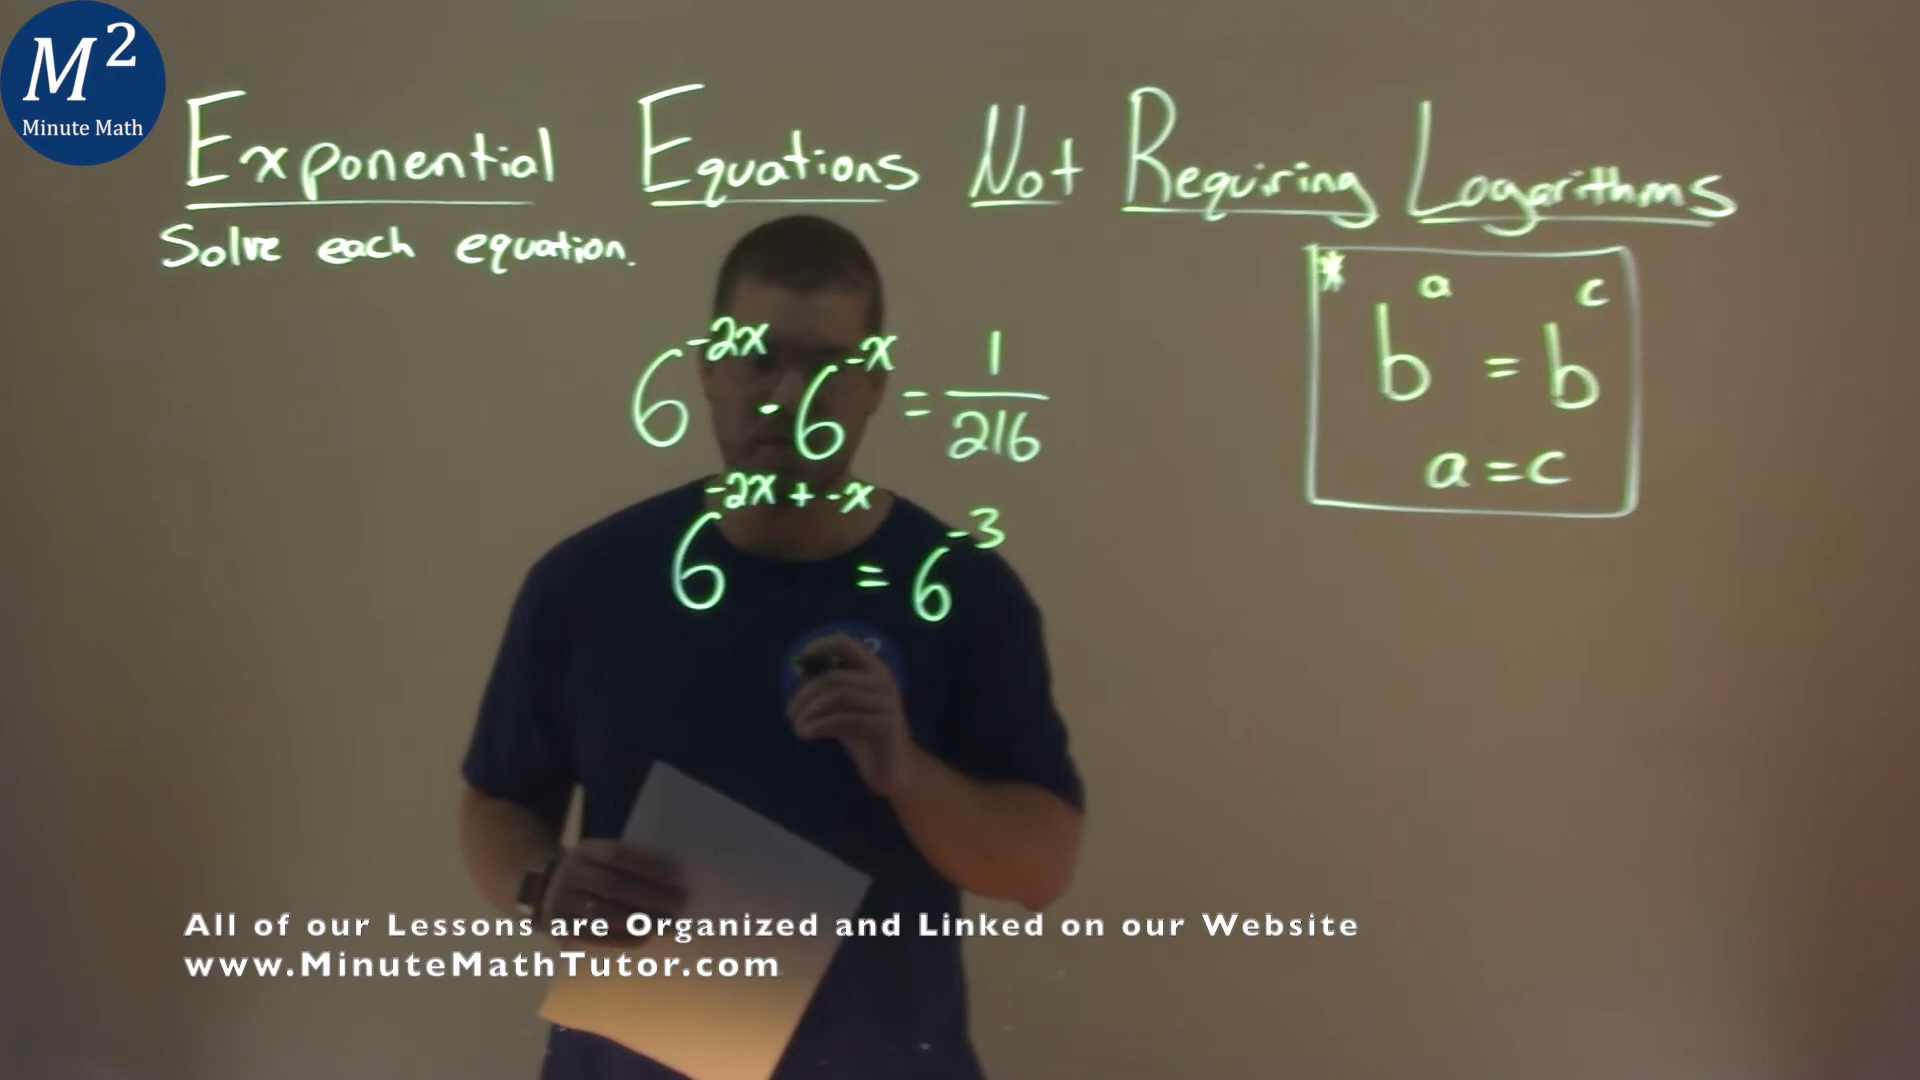 M²
Minute Math
Exponential Equations Not Requiring Logarithms
Solve each equation.
* b^a = b^c
a = c
6^-2x · 6^-x = 1/216
6^-2x + -x = 6^-3
All of our Lessons are Organized and Linked on our Website
www.MinuteMathTutor.com